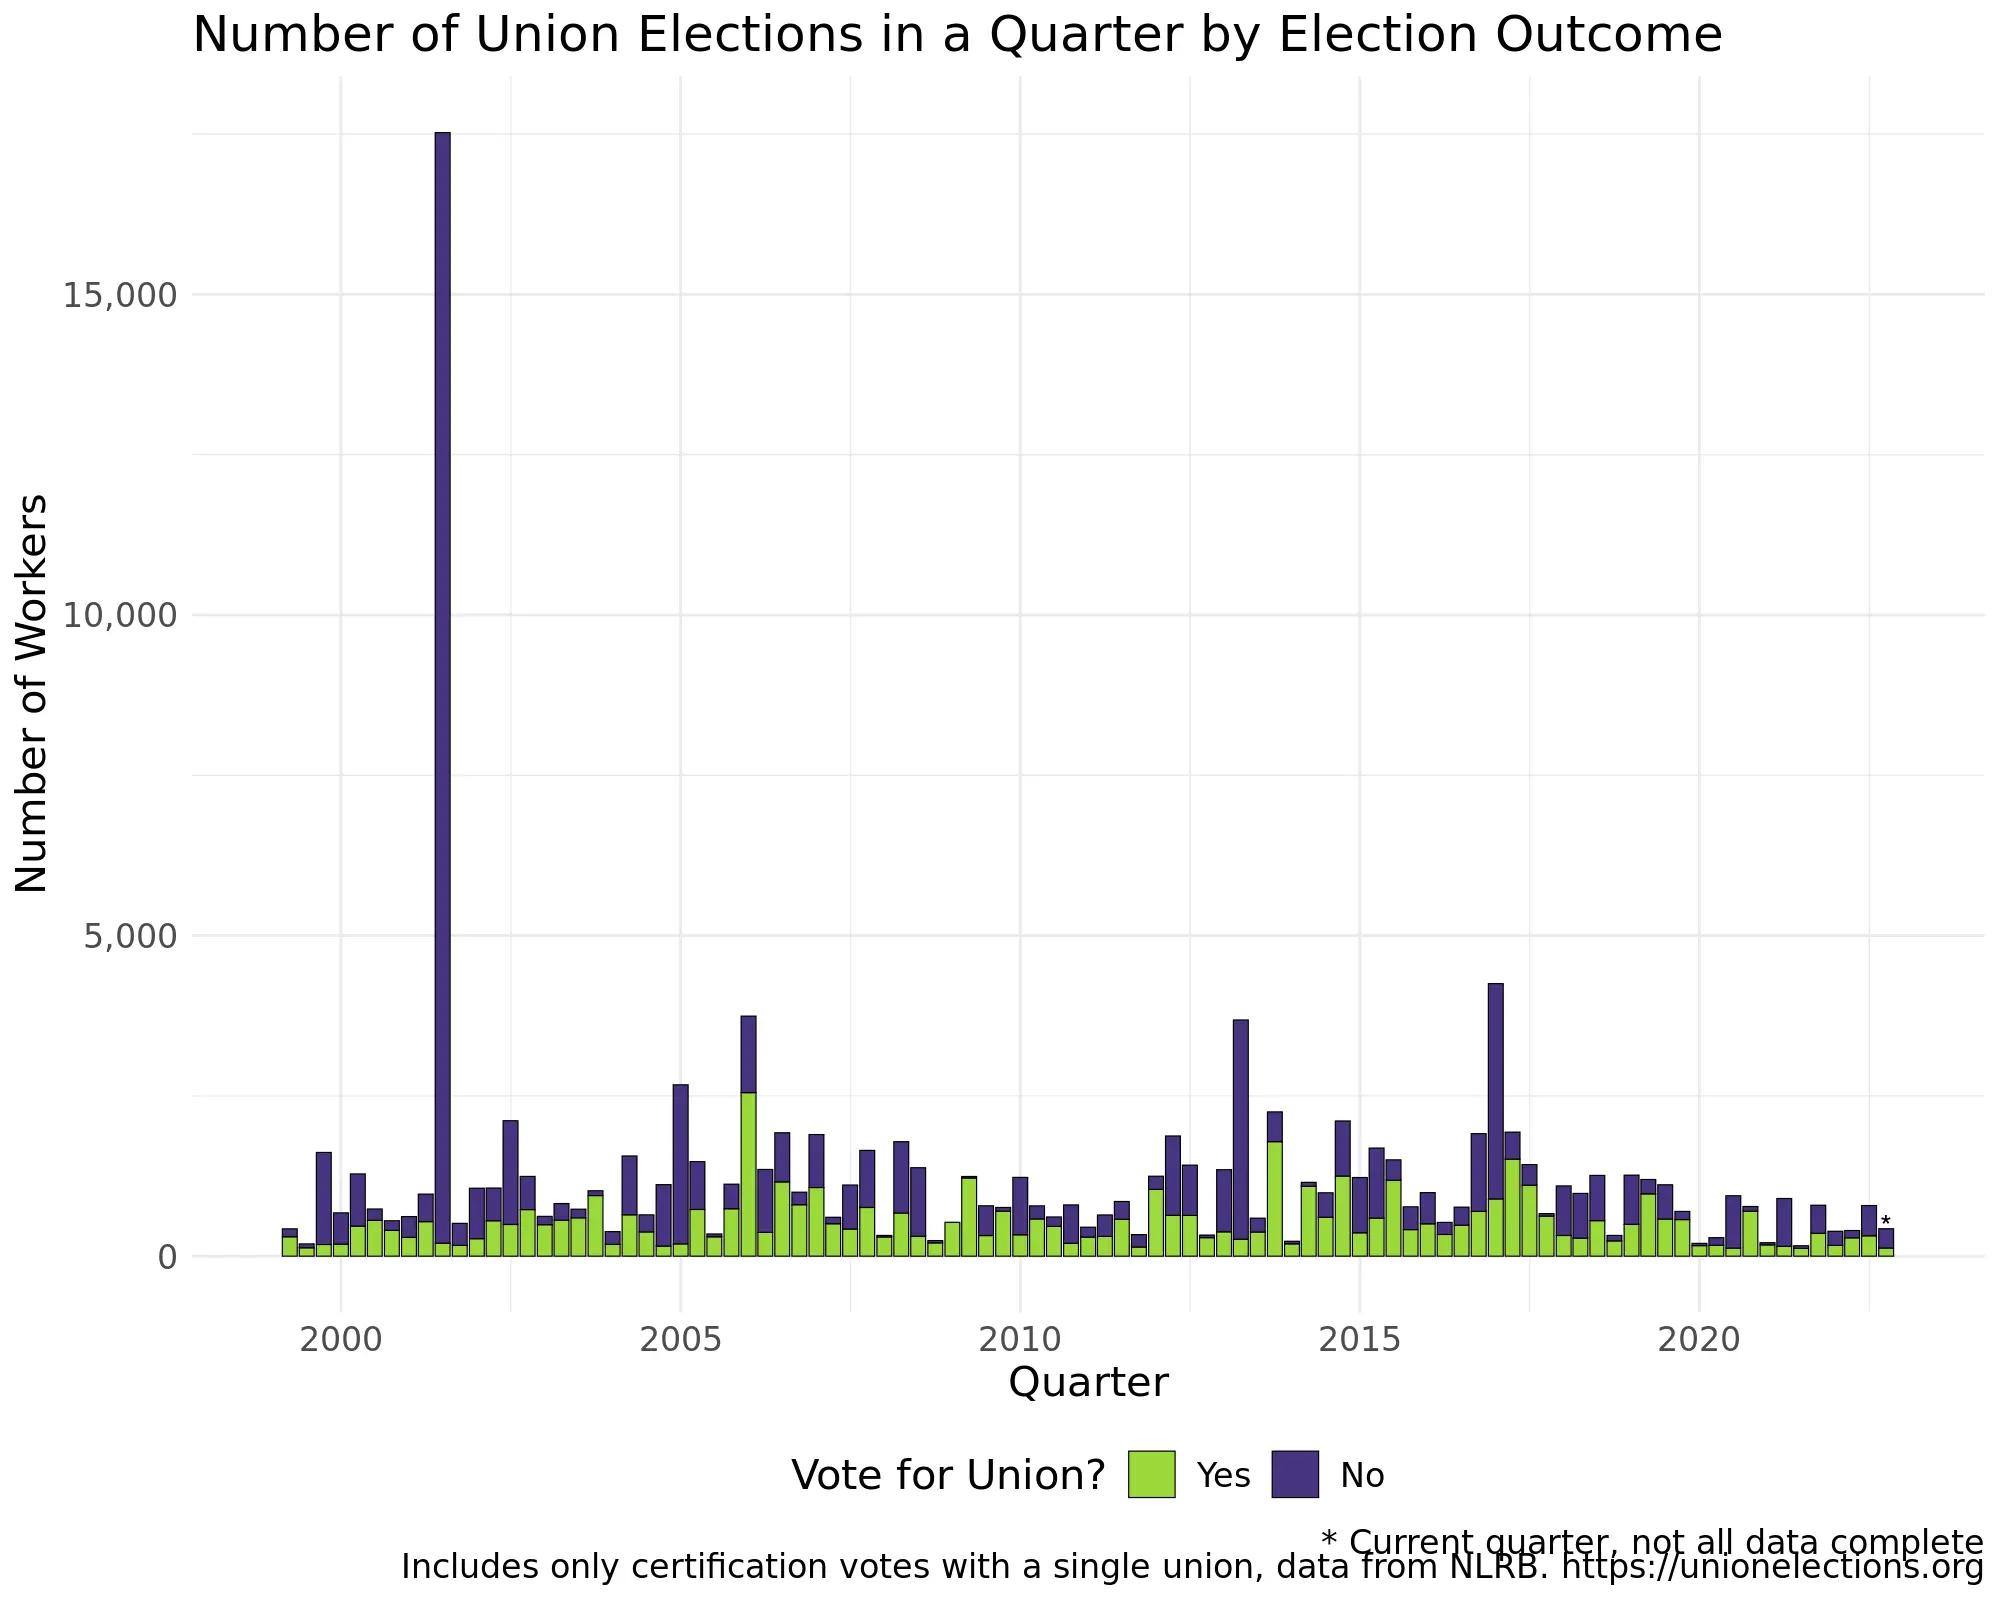 Number of Union Elections in a Quarter by Election Outcome
Number of Workers
15,000
10,000
5,000
0
*
2000 2005 2010 2015 2020
Quarter
Vote for Union? Yes No
* Current quarter, not all data complete
Includes only certification votes with a single union, data from NLRB. https://unionelections.org